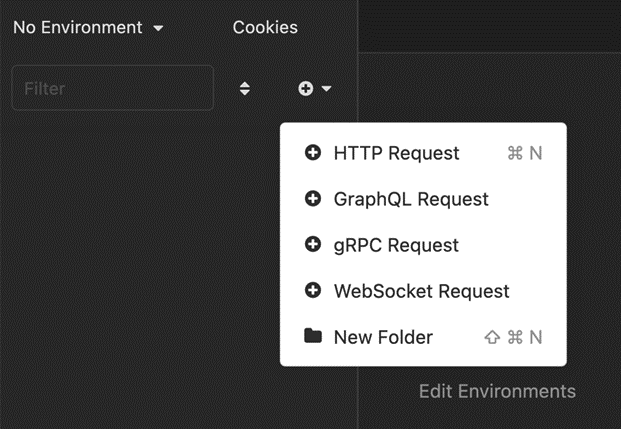 No Environment Cookies
Filter
HTTP Request ⌘ N
GraphQL Request
gRPC Request
WebSocket Request
New Folder ⇧ ⌘ N
Edit Environments